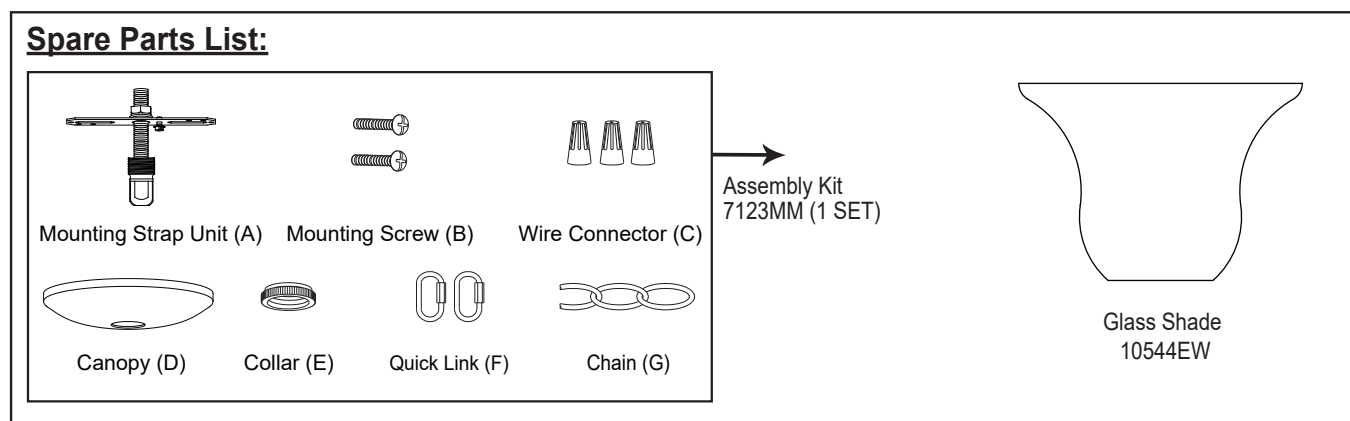 Spare Parts List:
Mounting Strap Unit (A)
Mounting Screw (B)
Wire Connector (C)
Canopy (D)
Collar (E)
Quick Link (F)
Chain (G)
Assembly Kit
7123MM (1 SET)
Glass Shade
10544EW